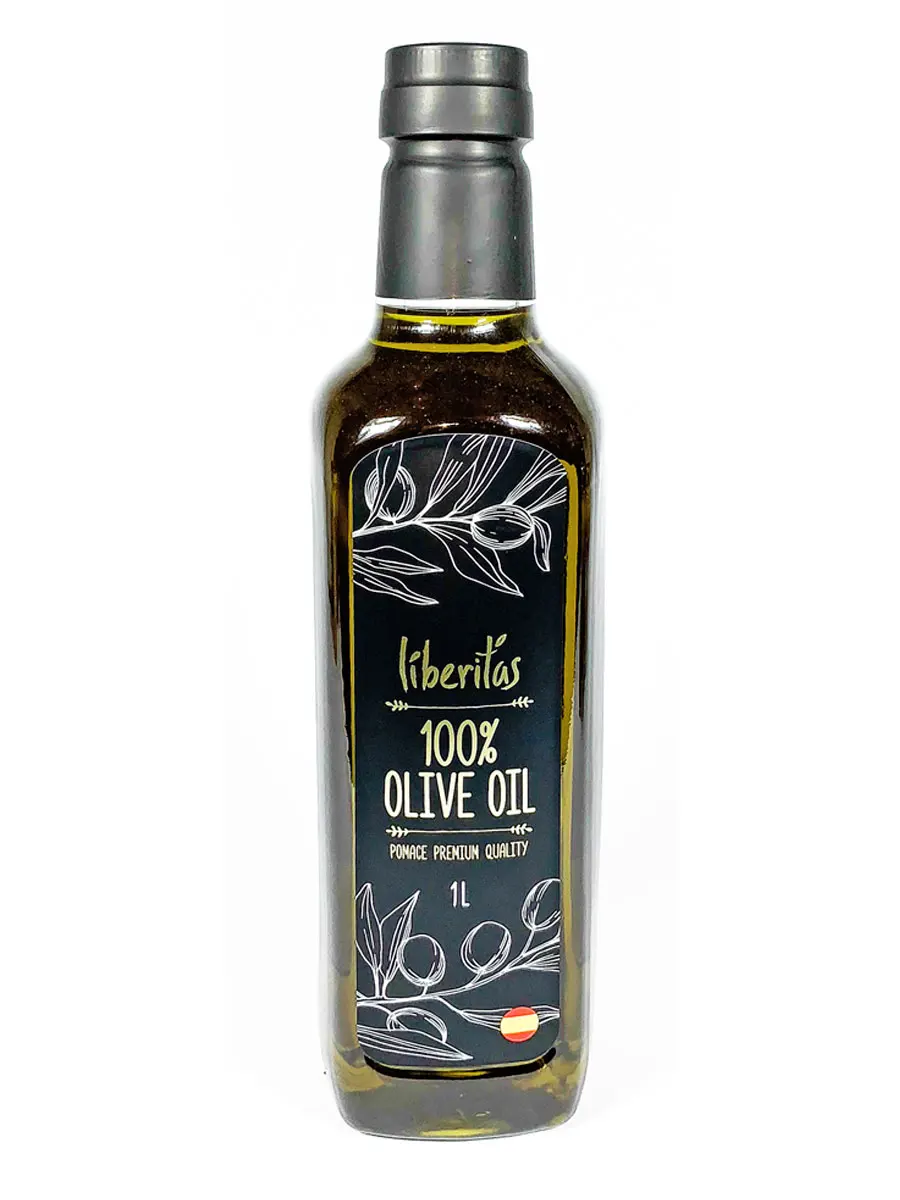 liberitas
100%
OLIVE OIL
POMACE PREMIUM QUALITY
1L